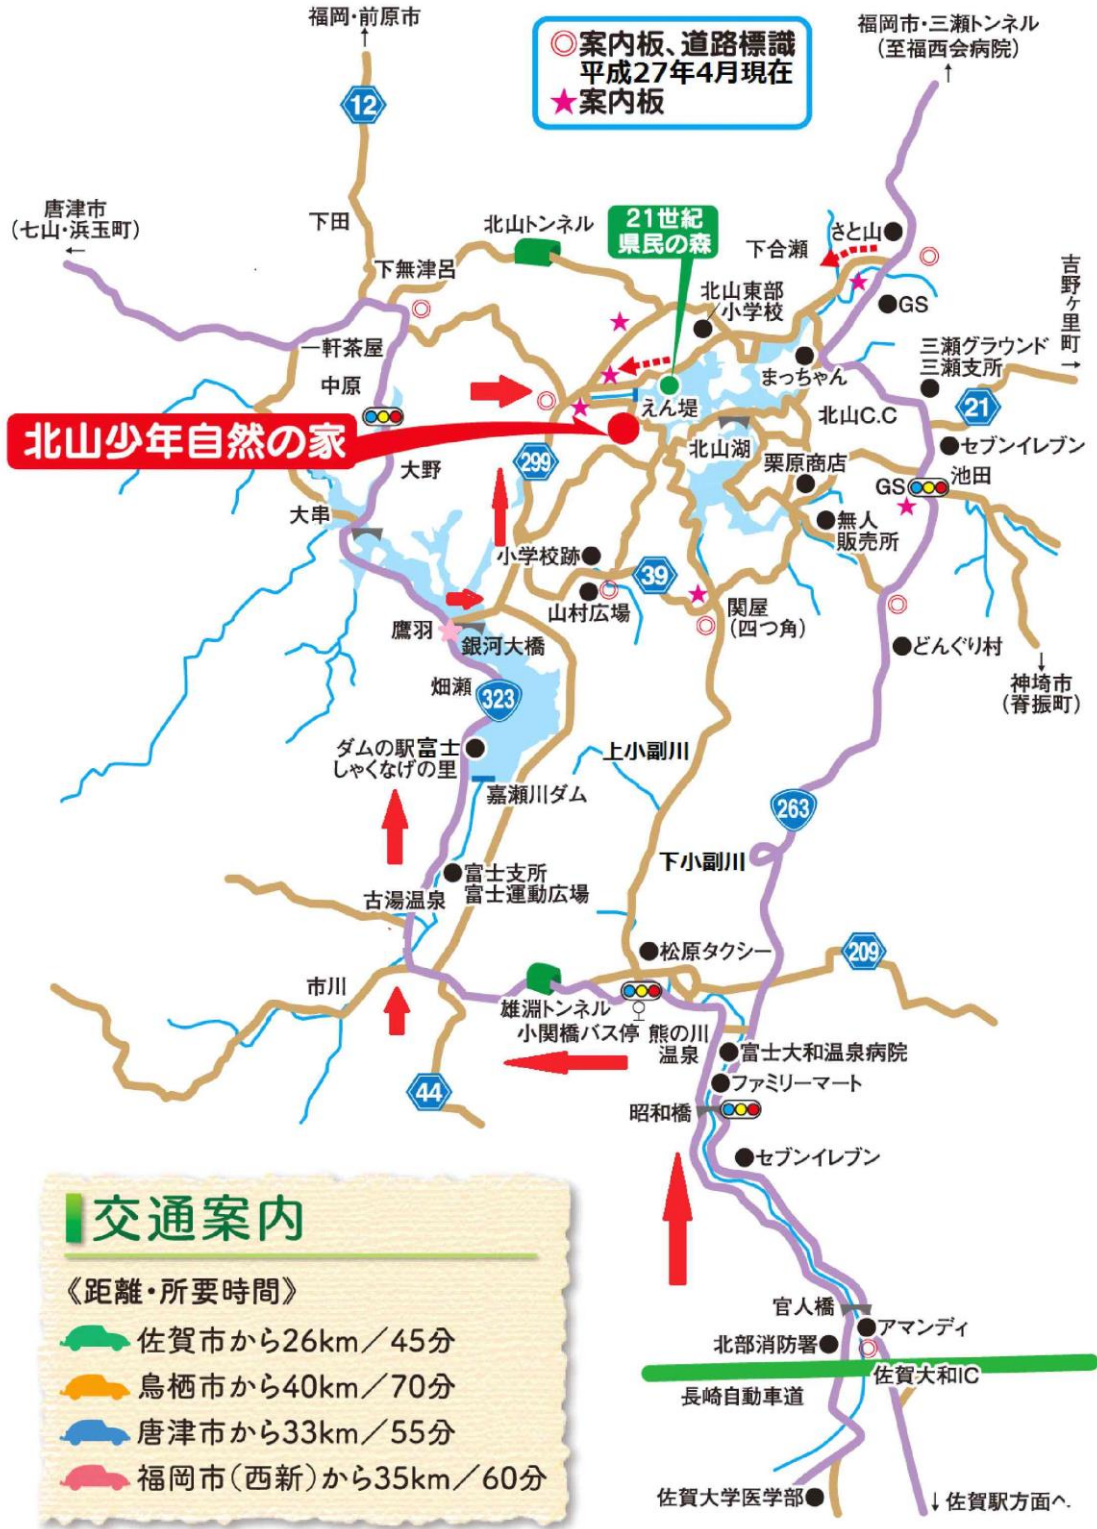 福岡・前原市
福岡市・三瀬トンネル
(至福西会病院)
◎案内板、道路標識
平成27年4月現在
★案内板
12
唐津市
(七山・浜玉町)
下田
北山トンネル
21世紀
県民の森
下合瀬
さと山
下無津呂
北山東部
小学校
GS
吉野ヶ里町
一軒茶屋
中原
まっちゃん
三瀬グラウンド
三瀬支所
えん堤
北山C.C
21
北山少年自然の家
大野
299
北山湖
栗原商店
セブンイレブン
GS
池田
大串
無人
販売所
小学校跡
39
山村広場
関屋
(四つ角)
鷹羽
銀河大橋
どんぐり村
畑瀬
323
神埼市
(脊振町)
ダムの駅富士
しゃくなげの里
上小副川
嘉瀬川ダム
263
下小副川
富士支所
富士運動広場
古湯温泉
松原タクシー
209
市川
雄淵トンネル
小関橋バス停
熊の川
温泉
富士大和温泉病院
ファミリーマート
44
昭和橋
セブンイレブン
交通案内
《距離・所要時間》
佐賀市から26km/45分
鳥栖市から40km/70分
唐津市から33km/55分
福岡市(西新)から35km/60分
官人橋
アマンディ
北部消防署
佐賀大和IC
長崎自動車道
佐賀大学医学部
↓佐賀駅方面へ